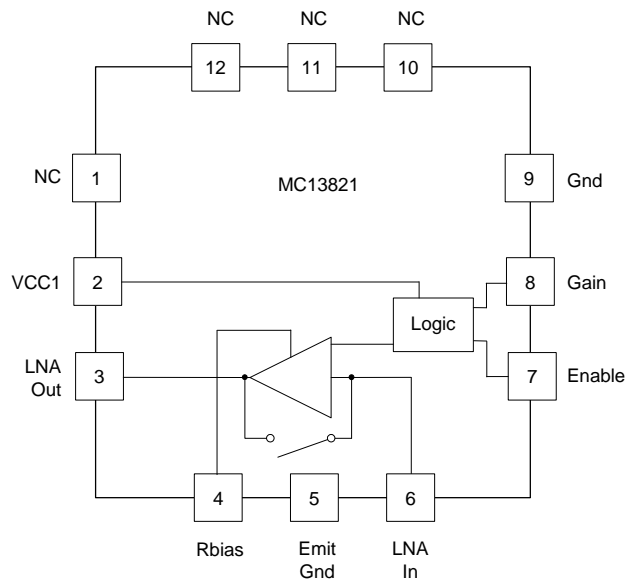 NC NC NC
12 11 10
NC 1 MC13821 9 Gnd
VCC1 2 8 Gain
Logic
LNA
Out 3 7 Enable
4 5 6
Rbias Emit LNA
Gnd In